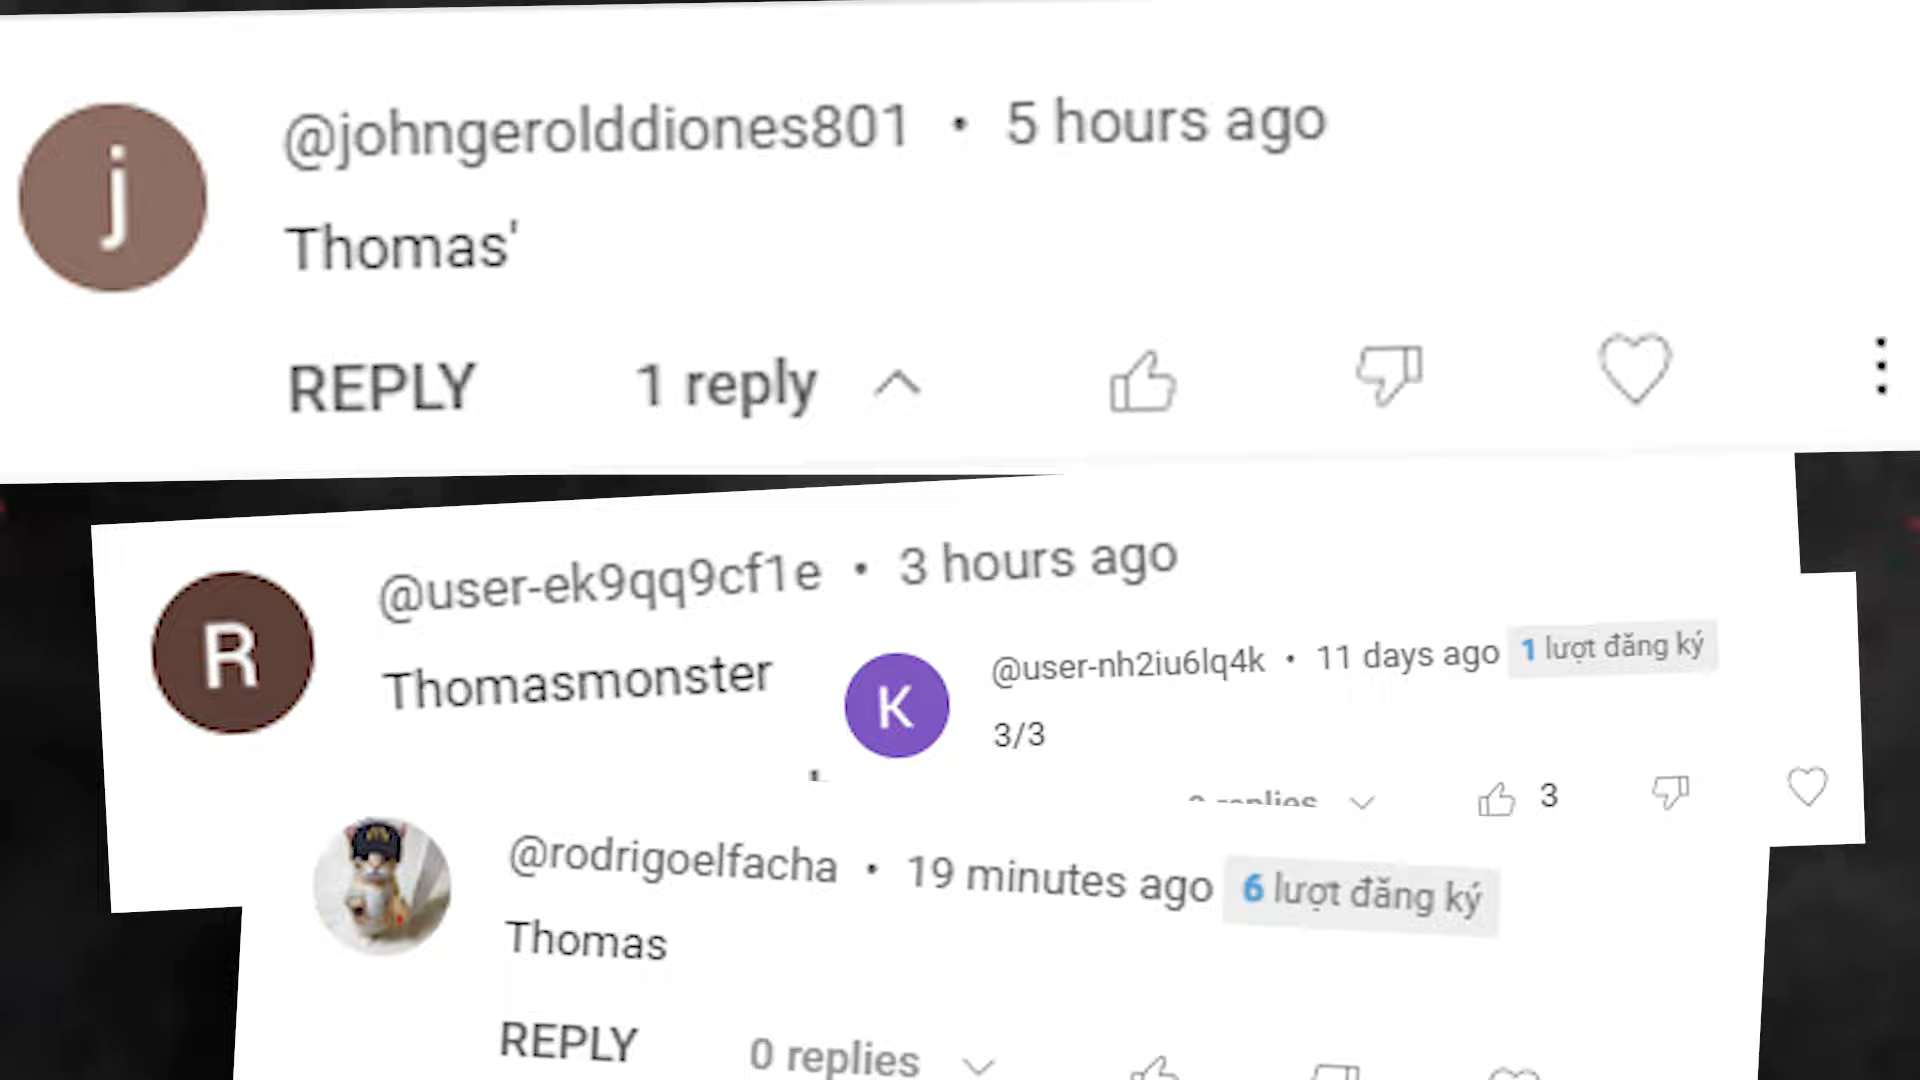 j
@johngerolddiones801 • 5 hours ago
Thomas'
REPLY 1 reply
R
@user-ek9qq9cf1e • 3 hours ago
Thomasmonster
K
@user-nh2iu6lq4k • 11 days ago 1 lượt đăng ký
3/3
replies 3
@rodrigoelfacha • 19 minutes ago 6 lượt đăng ký
Thomas
REPLY 0 replies